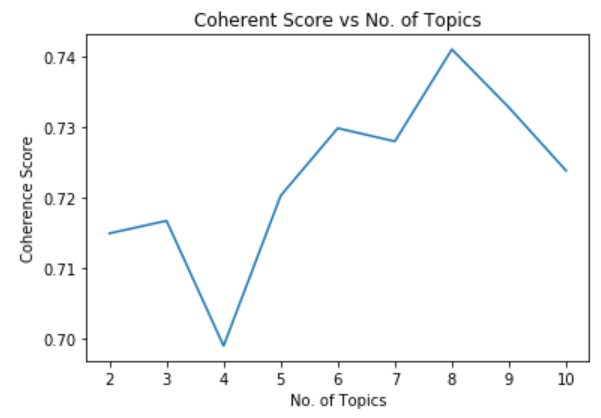 Coherent Score vs No. of Topics
0.74
0.73
0.72
0.71
0.70
Coherence Score
2 3 4 5 6 7 8 9 10
No. of Topics